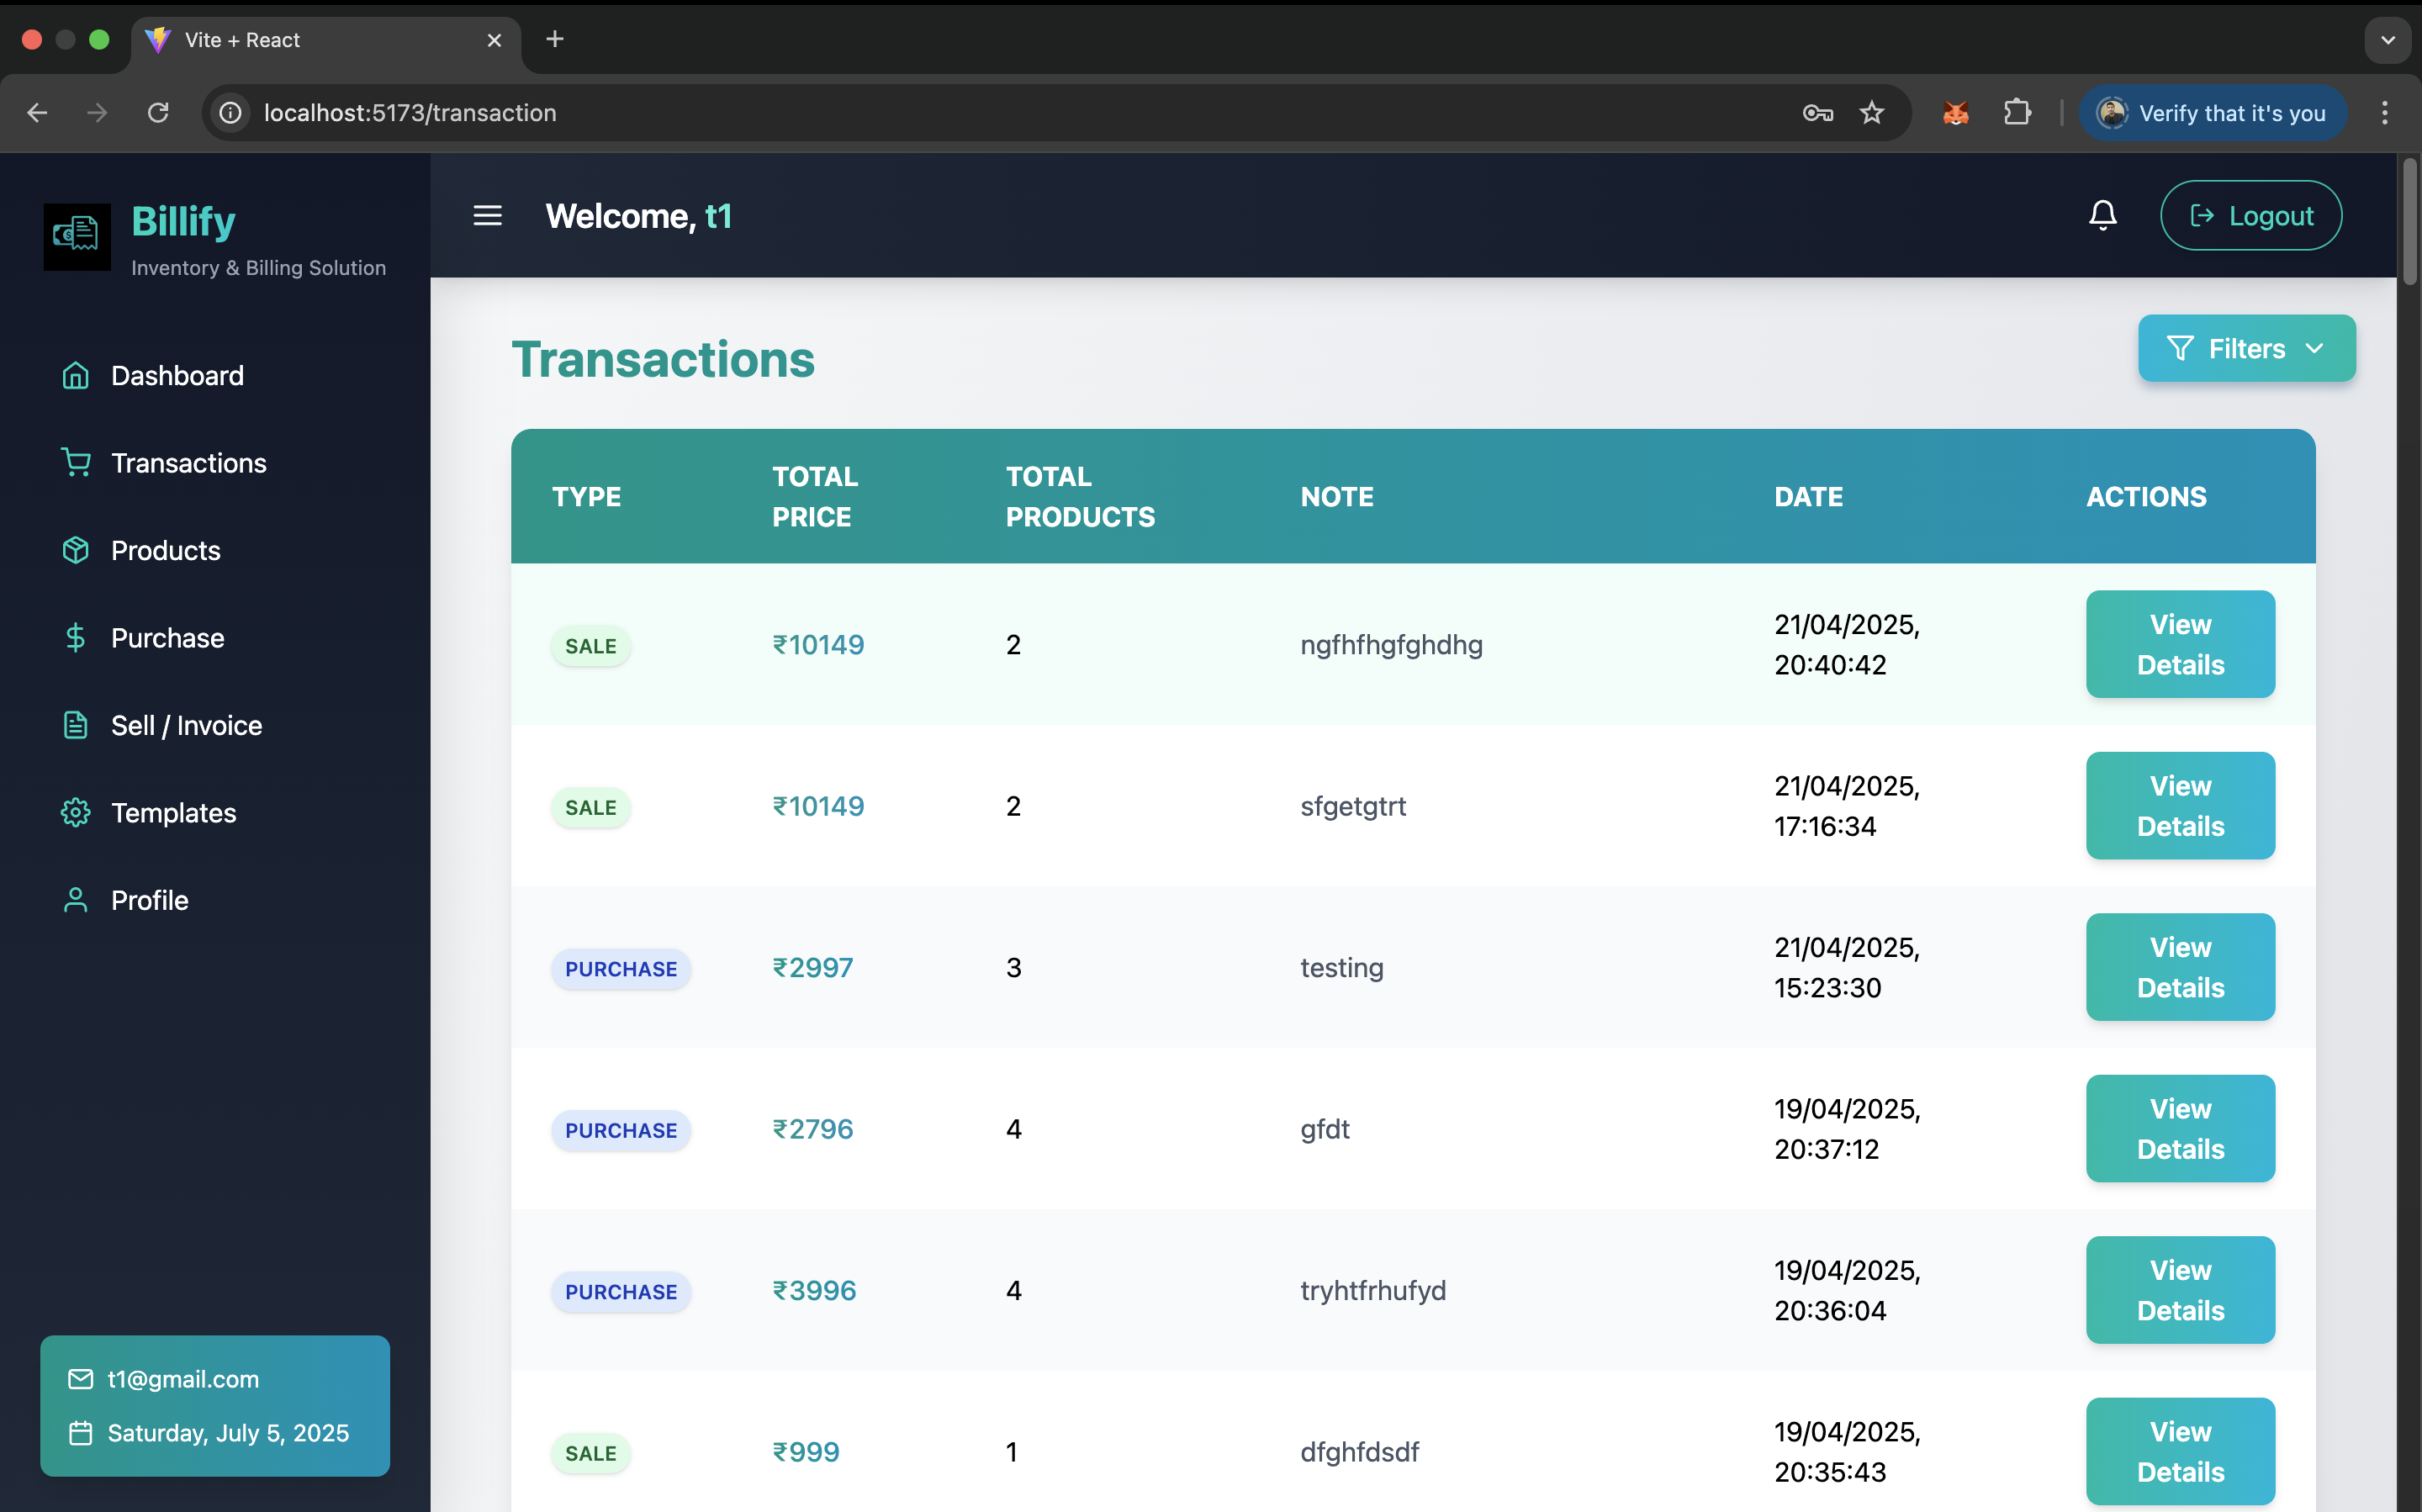 Vite + React
localhost:5173/transaction
Verify that it's you
Billify
Inventory & Billing Solution
Dashboard
Transactions
Products
Purchase
Sell / Invoice
Templates
Profile
t1@gmail.com
Saturday, July 5, 2025
Welcome, t1
Logout
Transactions
Filters
TYPE TOTAL PRICE TOTAL PRODUCTS NOTE DATE ACTIONS
SALE ₹10149 2 ngfhfhgfghdhg 21/04/2025, 20:40:42 View Details
SALE ₹10149 2 sfgetgtrt 21/04/2025, 17:16:34 View Details
PURCHASE ₹2997 3 testing 21/04/2025, 15:23:30 View Details
PURCHASE ₹2796 4 gfdt 19/04/2025, 20:37:12 View Details
PURCHASE ₹3996 4 tryhtfrhufyd 19/04/2025, 20:36:04 View Details
SALE ₹999 1 dfghfdsdf 19/04/2025, 20:35:43 View Details